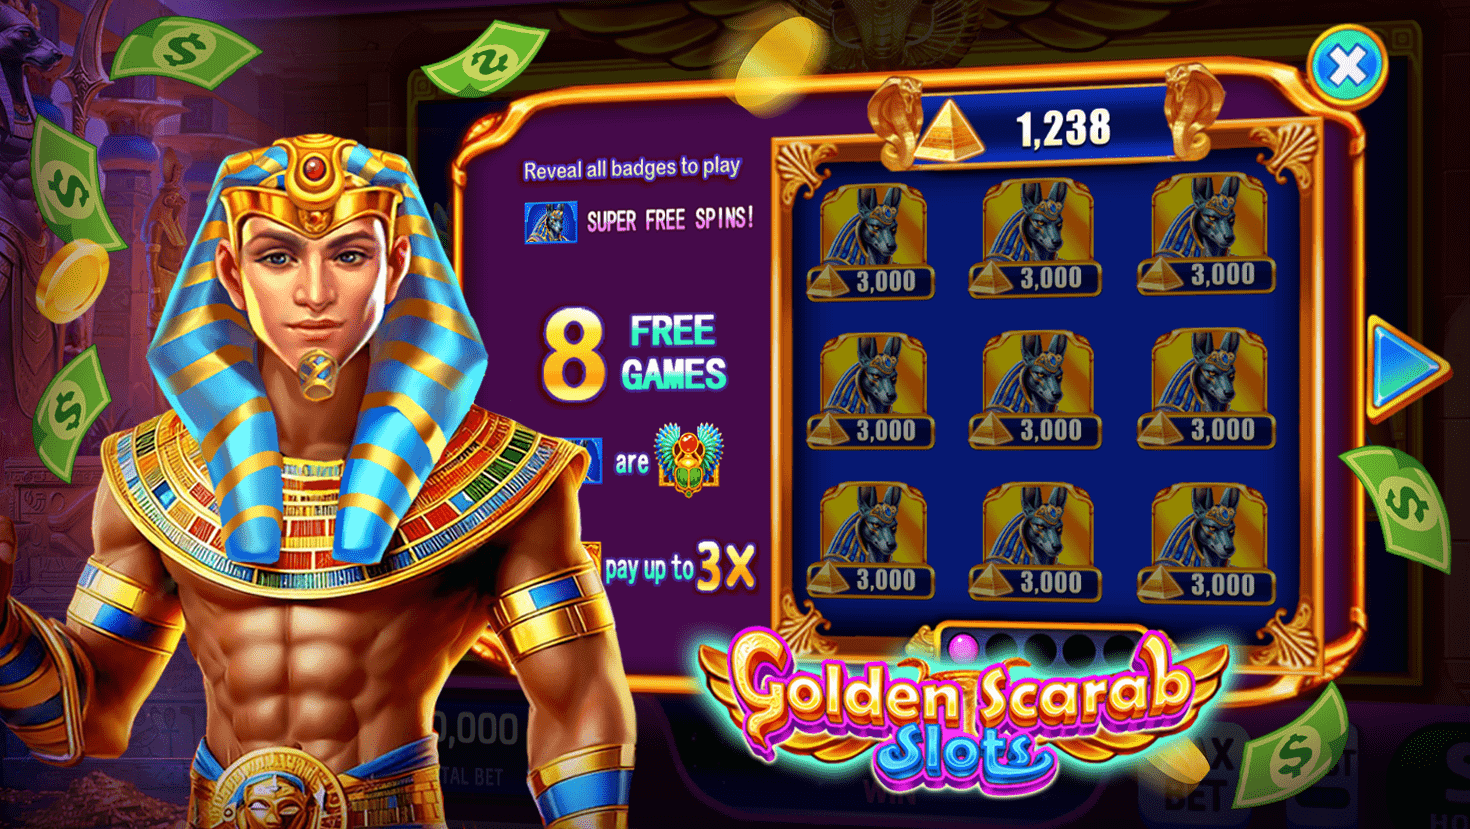 1,238
Reveal all badges to play
SUPER FREE SPINS!
8 FREE
GAMES
are
pay up to 3X
3,000 3,000 3,000
3,000 3,000 3,000
3,000 3,000 3,000
Golden Scarab
Slots
BET
WIN